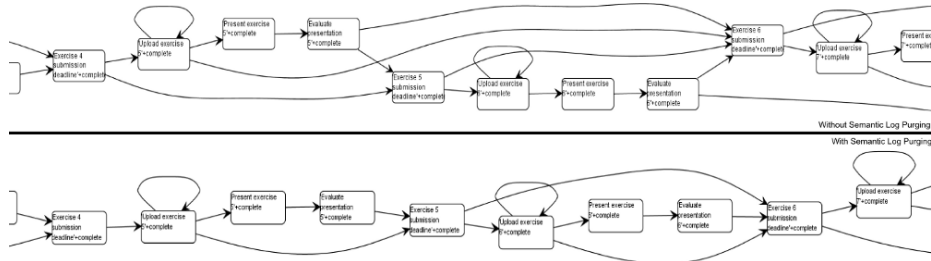 Exercise 4
submission
deadline'+complete
Upload exercise
5'+complete
Present exercise
5'+complete
Evaluate
presentation
5'+complete
Exercise 5
submission
deadline'+complete
Upload exercise
6'+complete
Present exercise
6'+complete
Evaluate
presentation
6'+complete
Exercise 6
submission
deadline'+complete
Upload exercise
7'+complete
Present ex
7'+complete
Without Semantic Log Purging
With Semantic Log Purging
Exercise 4
submission
deadline'+complete
Upload exercise
5'+complete
Present exercise
5'+complete
Evaluate
presentation
5'+complete
Exercise 5
submission
deadline'+complete
Upload exercise
6'+complete
Present exercise
6'+complete
Evaluate
presentation
6'+complete
Exercise 6
submission
deadline'+complete
Upload exercise
7'+complete